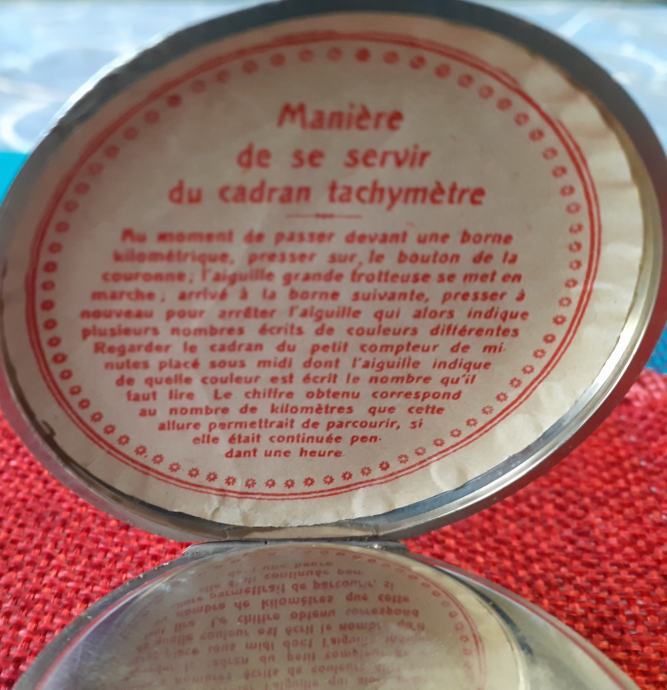 Manière
de se servir
du cadran tachymètre
Au moment de passer devant une borne
kilométrique, presser sur le bouton de la
couronne; l'aiguille grande trotteuse se met en
marche; arrivé à la borne suivante, presser à
nouveau pour arrêter l'aiguille qui alors indique
plusieurs nombres écrits de couleurs différentes
Regarder le cadran du petit compteur de mi-
nutes placé sous midi dont l'aiguille indique
de quelle couleur est écrit le nombre qu'il
faut lire Le chiffre obtenu correspond
au nombre de kilomètres que cette
allure permettrait de parcourir, si
elle était continuée pen-
dant une heure